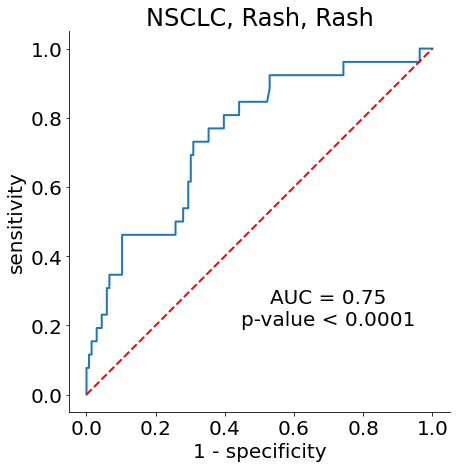 NSCLC, Rash, Rash
1.0
0.8
0.6
0.4
0.2
0.0
sensitivity
AUC = 0.75
p-value < 0.0001
0.0 0.2 0.4 0.6 0.8 1.0
1 - specificity